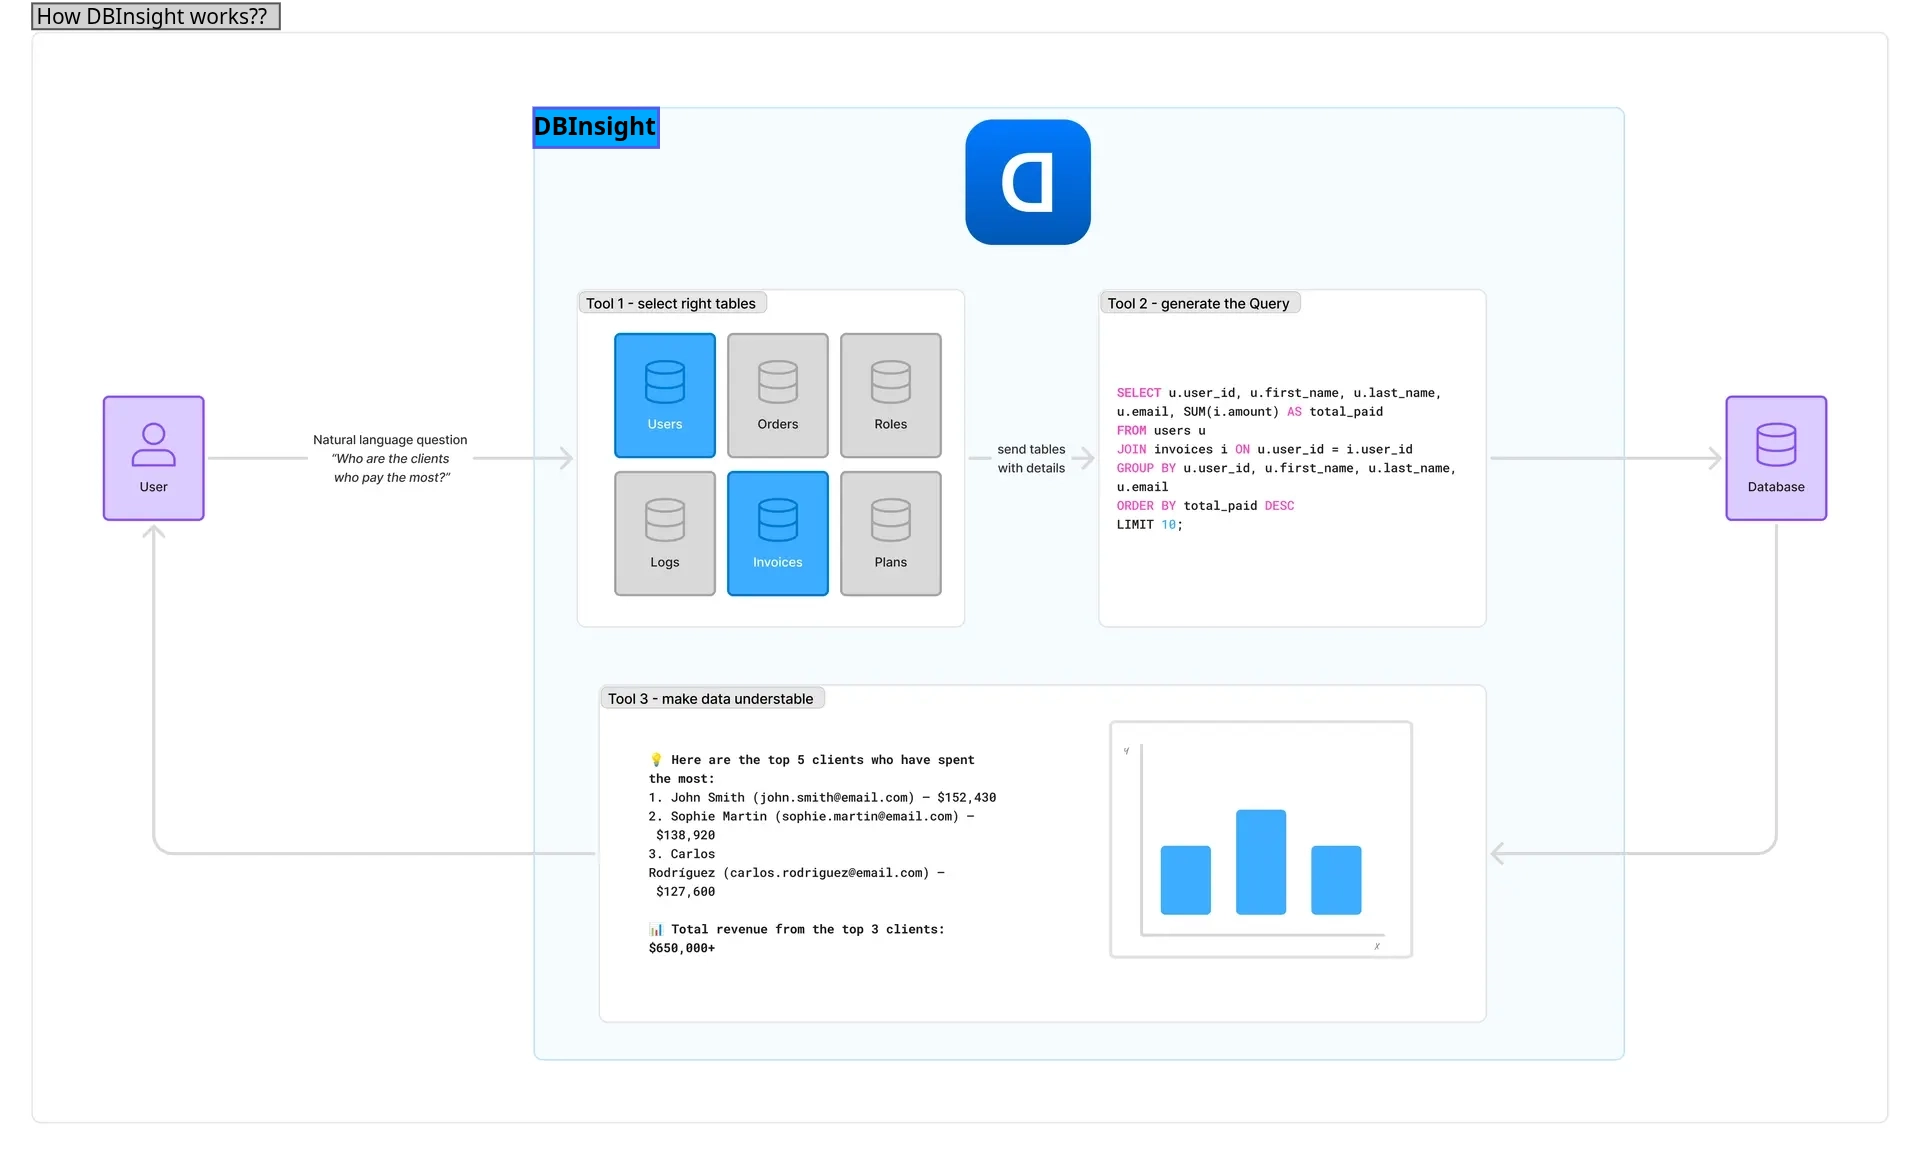 How DBInsight works??
DBInsight
Tool 1 - select right tables
Users
Orders
Roles
Logs
Invoices
Plans
User
Natural language question
“Who are the clients
who pay the most?”
send tables
with details
Tool 2 - generate the Query
SELECT u.user_id, u.first_name, u.last_name,
u.email, SUM(i.amount) AS total_paid
FROM users u
JOIN invoices i ON u.user_id = i.user_id
GROUP BY u.user_id, u.first_name, u.last_name,
u.email
ORDER BY total_paid DESC
LIMIT 10;
Database
Tool 3 - make data understable
💡 Here are the top 5 clients who have spent
the most:
1. John Smith (john.smith@email.com) – $152,430
2. Sophie Martin (sophie.martin@email.com) –
$138,920
3. Carlos
Rodríguez (carlos.rodriguez@email.com) –
$127,600
📊 Total revenue from the top 3 clients:
$650,000+
y
x